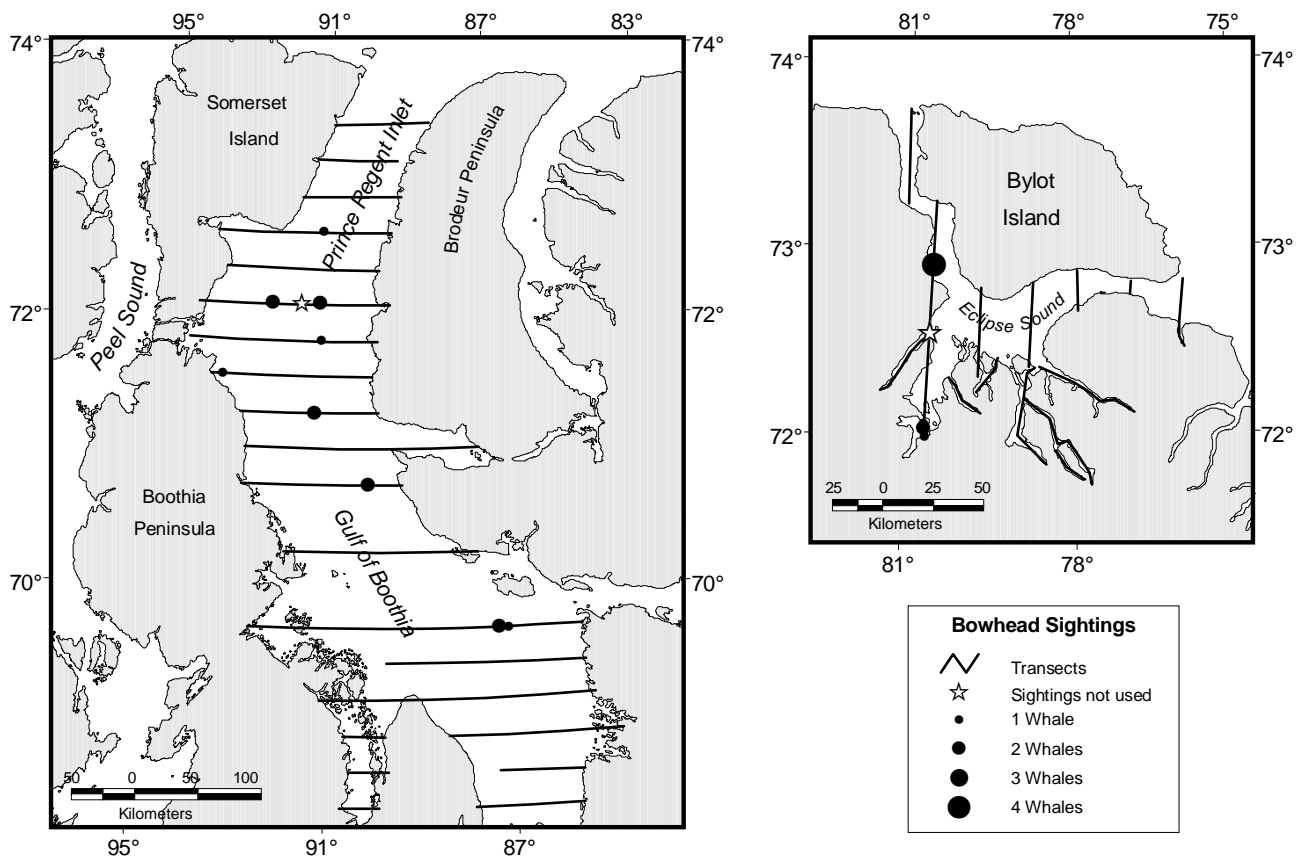 95° 91° 87° 83°
74° 74°
Somerset
Island
Prince Regent Inlet
Brodeur Peninsula
Peel Sound
72° 72°
Boothia
Peninsula
Gulf of Boothia
70° 70°
50 0 50 100
Kilometers
95° 91° 87°
81° 78° 75°
74° 74°
Bylot
Island
73° 73°
Eclipse Sound
72° 72°
25 0 25 50
Kilometers
81° 78°
Bowhead Sightings
Transects
Sightings not used
1 Whale
2 Whales
3 Whales
4 Whales